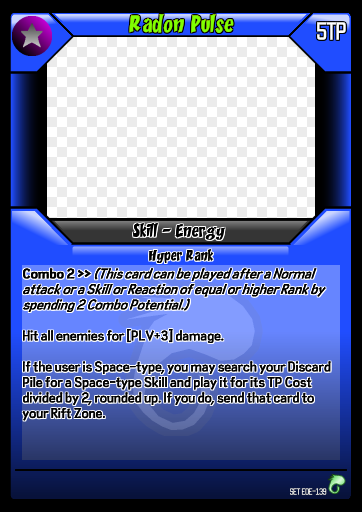 Radon Pulse
5TP
Skill - Energy
Hyper Rank
Combo 2 >> (This card can be played after a Normal
attack or a Skill or Reaction of equal or higher Rank by
spending 2 Combo Potential.)
Hit all enemies for [PLV+3] damage.
If the user is Space-type, you may search your Discard
Pile for a Space-type Skill and play it for its TP Cost
divided by 2, rounded up. If you do, send that card to
your Rift Zone.
SET EOE-139